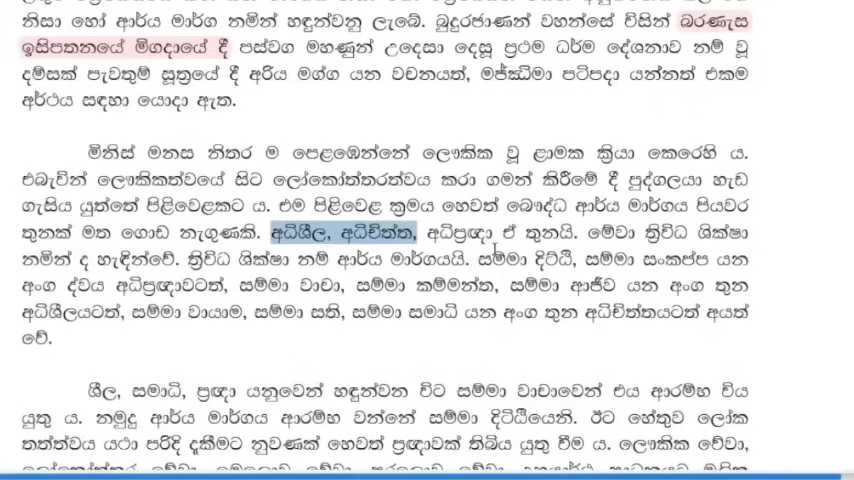 නිසා හෝ ආර්ය මාර්ග නමින් හඳුන්වනු ලැබේ. බුදුරජාණන් වහන්සේ විසින් බරණැස
ඉසිපතනයේ මිගදායේ දී පස්වග මහණුන් උදෙසා දෙසූ ප්‍රථම ධර්ම දේශනාව නම් වූ
දම්සක් පැවතුම් සූත්‍රයේ දී අරිය මග්ග යන වචනයත්, මජ්ඣිමා පටිපදා යන්නත් එකම
අර්ථය සඳහා යොදා ඇත.
මිනිස් මනස නිතර ම පෙළඹෙන්නේ ලෞකික වූ ළාමක ක්‍රියා කෙරෙහි ය.
එබැවින් ලෞකිකත්වයේ සිට ලෝකෝත්තරත්වය කරා ගමන් කිරීමේ දී පුද්ගලයා හැඩ
ගැසිය යුත්තේ පිළිවෙළකට ය. එම පිළිවෙළ ක්‍රමය හෙවත් බෞද්ධ ආර්ය මාර්ගය පියවර
තුනක් මත ගොඩ නැගුණකි. අධිශීල, අධිචිත්ත, අධිප්‍රඥා ඒ තුනයි. මේවා ත්‍රිවිධ ශික්ෂා
නමින් ද හැඳින්වේ. ත්‍රිවිධ ශික්ෂා නම් ආර්ය මාර්ගයයි. සම්මා දිට්ඨි, සම්මා සංකප්ප යන
අංග ද්වය අධිප්‍රඥාවටත්, සම්මා වාචා, සම්මා කම්මන්ත, සම්මා ආජීව යන අංග තුන
අධිශීලයටත්, සම්මා වායාම, සම්මා සති, සම්මා සමාධි යන අංග තුන අධිචිත්තයටත් අයත්
වේ.
ශීල, සමාධි, ප්‍රඥා යනුවෙන් හඳුන්වන විට සම්මා වාචාවෙන් එය ආරම්භ විය
යුතු ය. නමුදු ආර්ය මාර්ගය ආරම්භ වන්නේ සම්මා දිට්ඨියෙනි. ඊට හේතුව ලෝක
තත්ත්වය යථා පරිදි දැකීමට නුවණක් හෙවත් ප්‍රඥාවක් තිබිය යුතු වීම ය. ලෞකික වේවා,